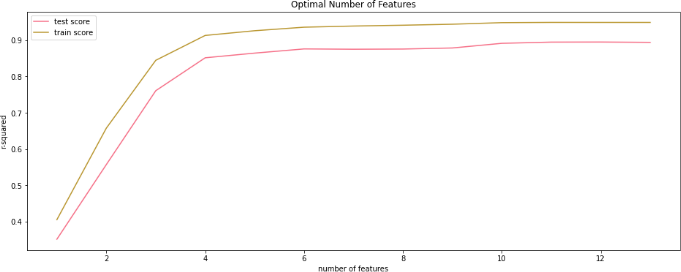 Optimal Number of Features
test score
train score
0.9
0.8
0.7
0.6
0.5
0.4
r-squared
2
4
6
8
10
12
number of features